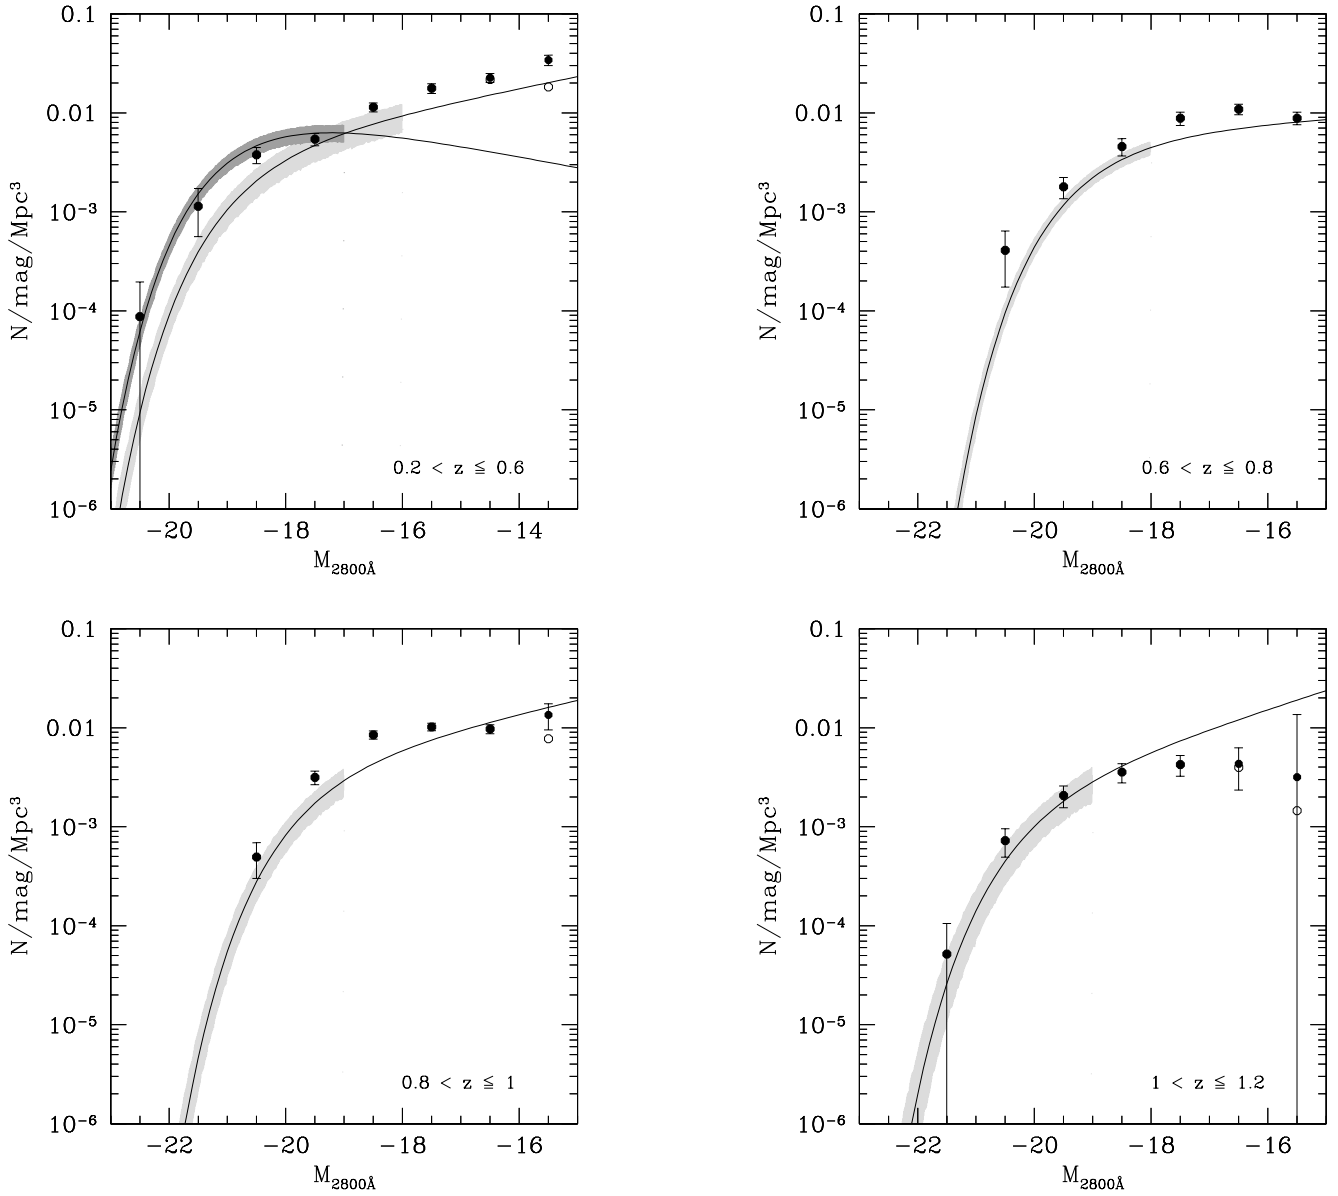 0.1
0.01
10⁻³
10⁻⁴
10⁻⁵
10⁻⁶
N/mag/Mpc³
0.2 < z ≦ 0.6
−20 −18 −16 −14
M₂₈₀₀Å
0.1
0.01
10⁻³
10⁻⁴
10⁻⁵
10⁻⁶
N/mag/Mpc³
0.6 < z ≦ 0.8
−22 −20 −18 −16
M₂₈₀₀Å
0.1
0.01
10⁻³
10⁻⁴
10⁻⁵
10⁻⁶
N/mag/Mpc³
0.8 < z ≦ 1
−22 −20 −18 −16
M₂₈₀₀Å
0.1
0.01
10⁻³
10⁻⁴
10⁻⁵
10⁻⁶
N/mag/Mpc³
1 < z ≦ 1.2
−22 −20 −18 −16
M₂₈₀₀Å